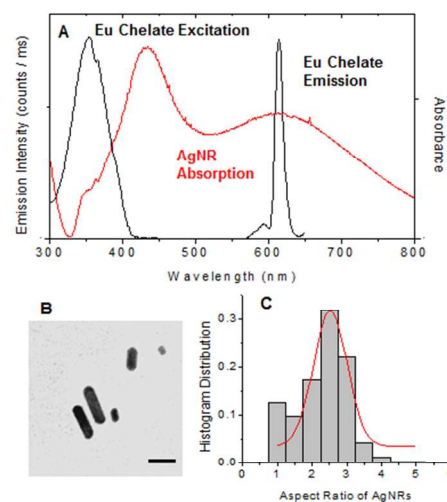 A
Eu Chelate Excitation
Eu Chelate
Emission
AgNR
Absorption
Emission Intensity (counts / ms)
Absorbance
300 400 500 600 700 800
Wavelength (nm)
B
C
Histogram Distribution
0.3
0.2
0.1
0.0
0 1 2 3 4 5
Aspect Ratio of AgNRs